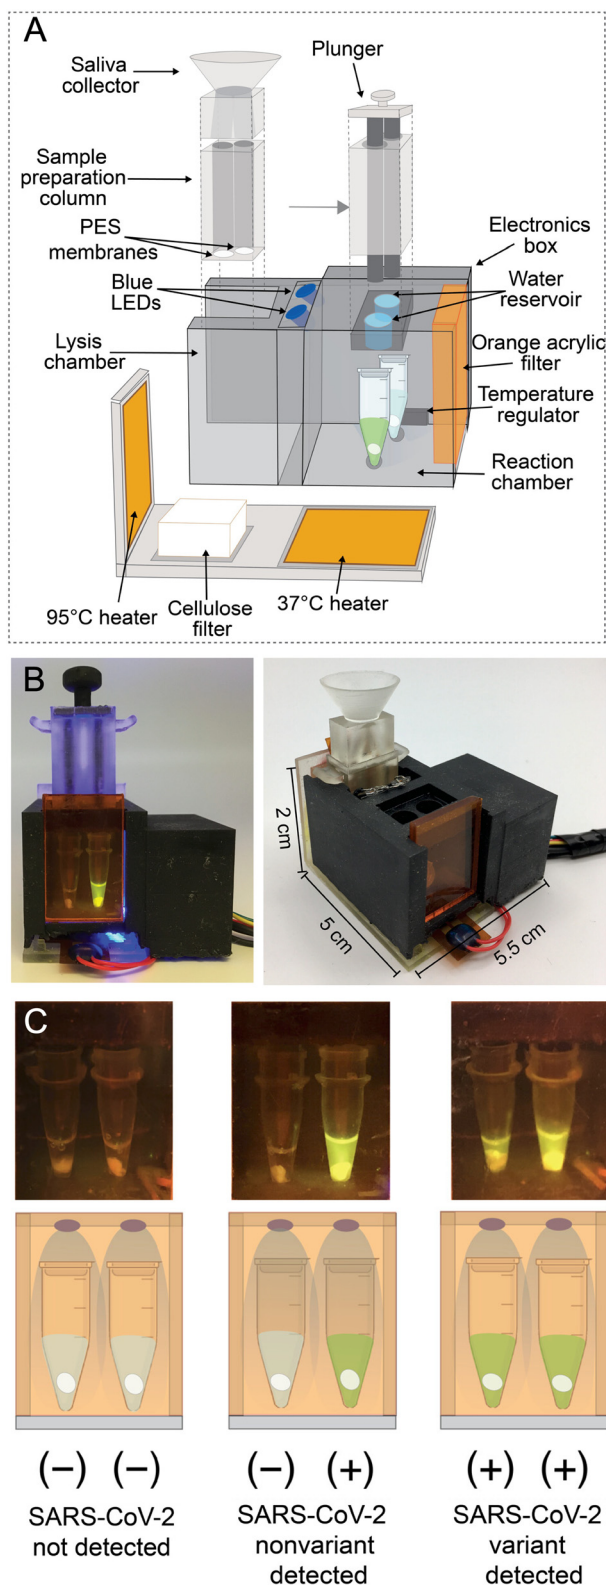 A
Saliva
collector
Plunger
Sample
preparation
column
PES
membranes
Electronics
box
Blue
LEDs
Water
reservoir
Lysis
chamber
Orange acrylic
filter
Temperature
regulator
Reaction
chamber
95°C heater
Cellulose
filter
37°C heater
B
2 cm
5 cm
5.5 cm
C
(−) (−)
SARS-CoV-2
not detected
(−) (+)
SARS-CoV-2
nonvariant
detected
(+) (+)
SARS-CoV-2
variant
detected